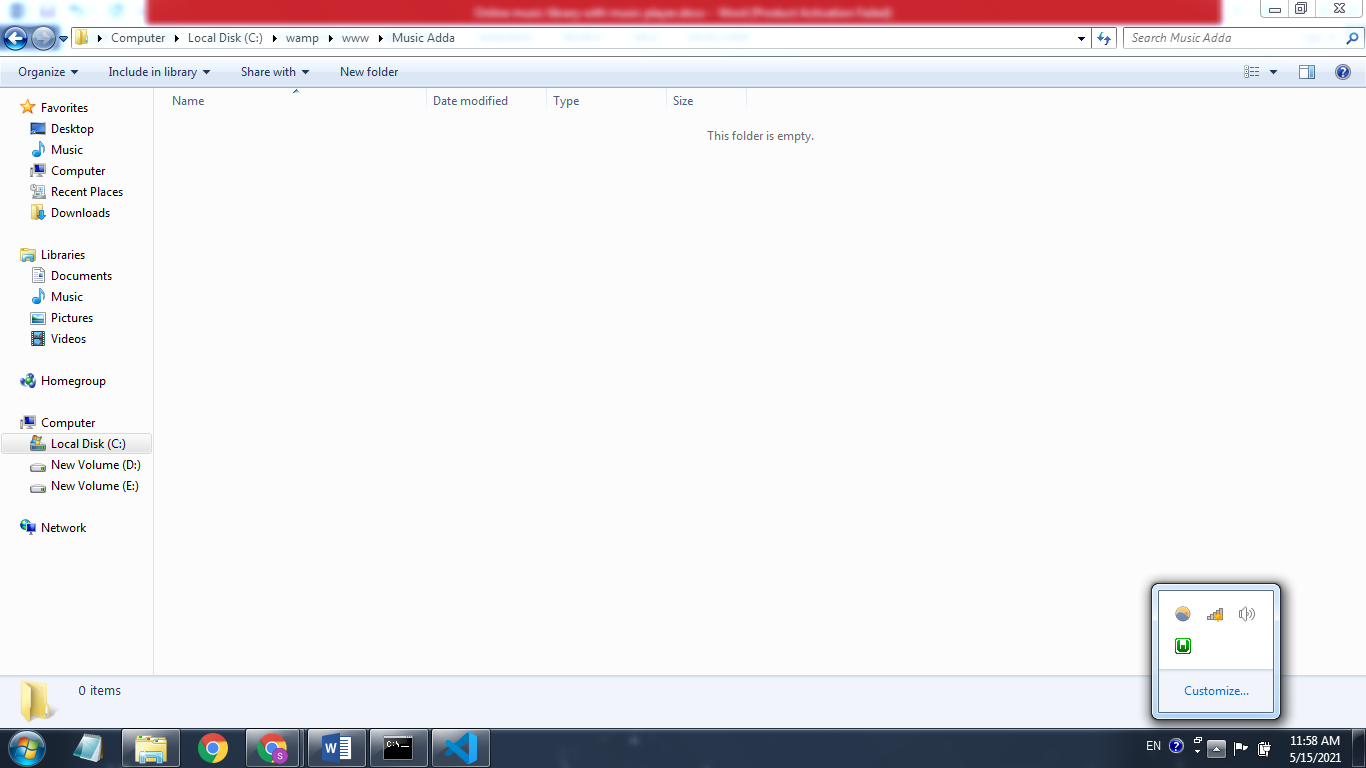 Online music library with music player.docx - Word (Product Activation Failed)
Computer Local Disk (C:) wamp www Music Adda
Search Music Adda
Organize Include in library Share with New folder
Name Date modified Type Size
This folder is empty.
Favorites
Desktop
Music
Computer
Recent Places
Downloads
Libraries
Documents
Music
Pictures
Videos
Homegroup
Computer
Local Disk (C:)
New Volume (D:)
New Volume (E:)
Network
0 items
Customize...
EN
11:58 AM
5/15/2021